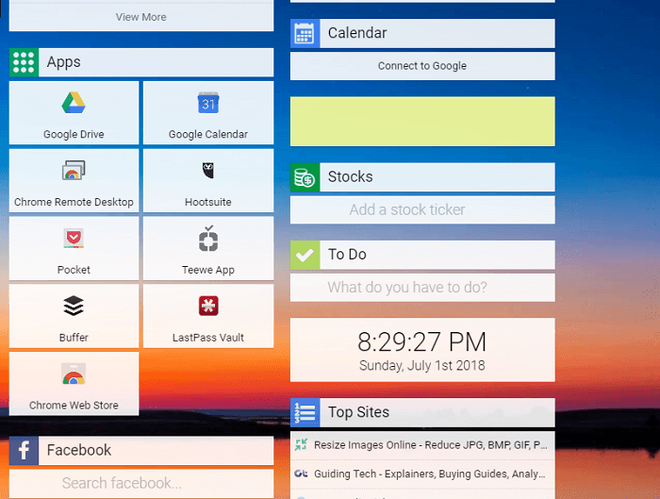 View More
Apps
Google Drive
31
Google Calendar
Chrome Remote Desktop
Hootsuite
Pocket
Teewe App
Buffer
LastPass Vault
Chrome Web Store
Facebook
Search facebook...
Calendar
Connect to Google
Stocks
Add a stock ticker
To Do
What do you have to do?
8:29:27 PM
Sunday, July 1st 2018
Top Sites
Resize Images Online - Reduce JPG, BMP, GIF, P...
Guiding Tech - Explainers, Buying Guides, Analy...